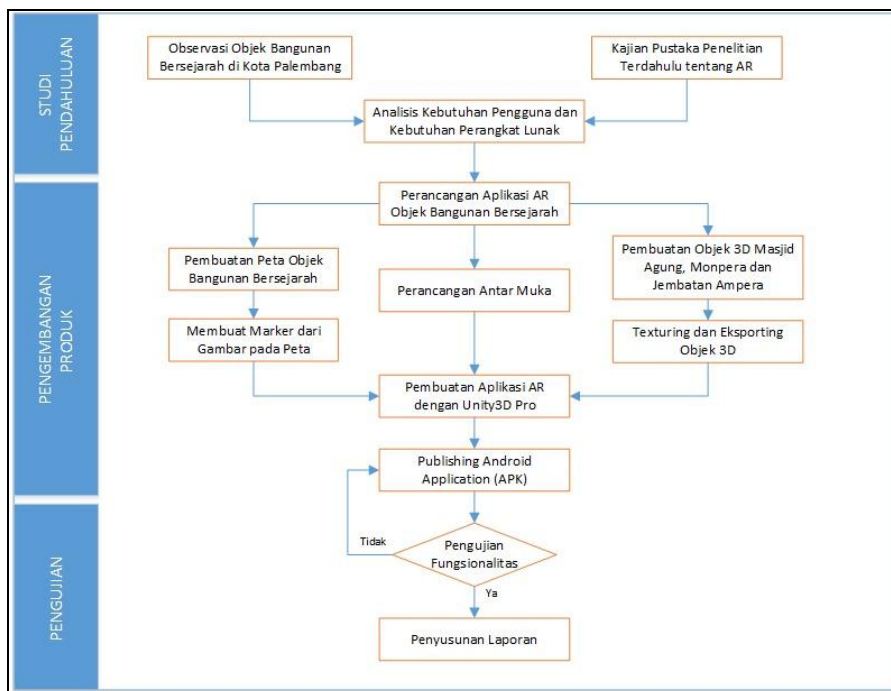 STUDI
PENDAHULUAN
Observasi Objek Bangunan
Bersejarah di Kota Palembang
Kajian Pustaka Penelitian
Terdahulu tentang AR
Analisis Kebutuhan Pengguna dan
Kebutuhan Perangkat Lunak
PENGEMBANGAN
PRODUK
Perancangan Aplikasi AR
Objek Bangunan Bersejarah
Pembuatan Peta Objek
Bangunan Bersejarah
Membuat Marker dari
Gambar pada Peta
Perancangan Antar Muka
Pembuatan Objek 3D Masjid
Agung, Monpera dan
Jembatan Ampera
Texturing dan Eksporting
Objek 3D
Pembuatan Aplikasi AR
dengan Unity3D Pro
Publishing Android
Application (APK)
PENGUJIAN
Tidak
Pengujian
Fungsionalitas
Ya
Penyusunan Laporan